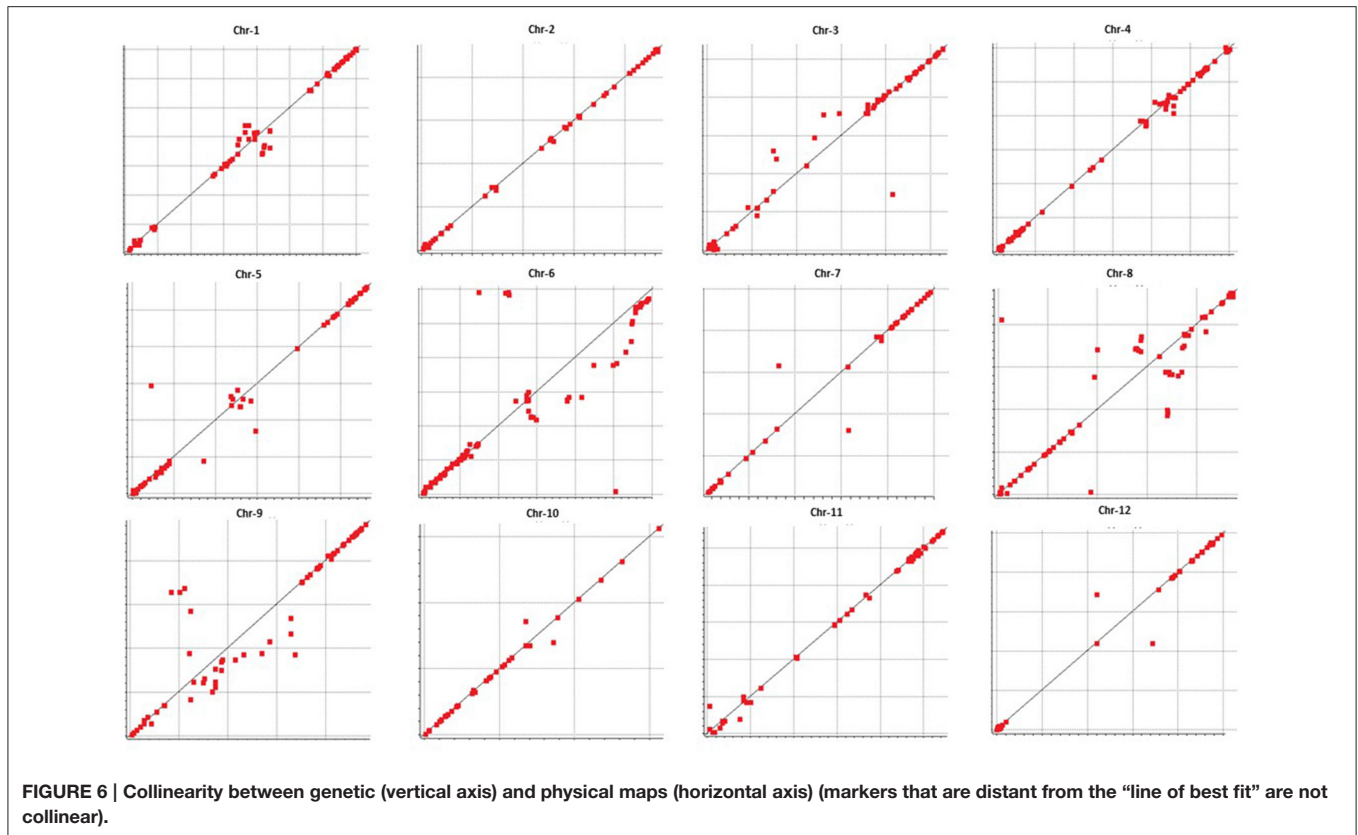 Chr-1
Chr-2
Chr-3
Chr-4
Chr-5
Chr-6
Chr-7
Chr-8
Chr-9
Chr-10
Chr-11
Chr-12
FIGURE 6 | Collinearity between genetic (vertical axis) and physical maps (horizontal axis) (markers that are distant from the “line of best fit” are not
collinear).